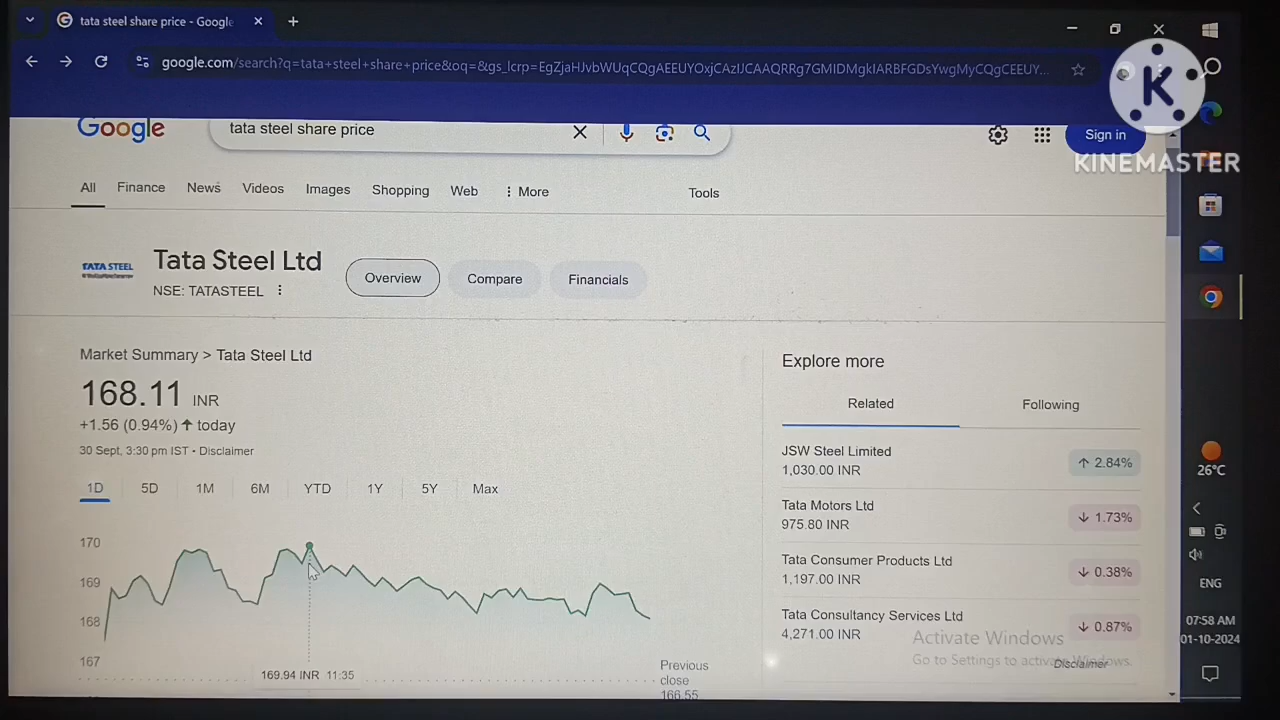 tata steel share price - Google
google.com/search?q=tata+steel+share+price&oq=&gs_lcrp=EgZjaHJvbWUqCQgAEEUYOxjCAzIJCAAQRRg7GMIDMgkIARBFGDsYwgMyCQgCEEUY...
K
KINEMASTER
Google
tata steel share price
Sign in
All
Finance
News
Videos
Images
Shopping
Web
More
Tools
TATA STEEL
Tata Steel Ltd
NSE: TATASTEEL
Overview
Compare
Financials
Market Summary > Tata Steel Ltd
168.11 INR
+1.56 (0.94%) ↑ today
30 Sept, 3:30 pm IST • Disclaimer
1D
5D
1M
6M
YTD
1Y
5Y
Max
170
169
168
167
169.94 INR 11:35
Previous
close
166.55
Explore more
Related
Following
JSW Steel Limited
1,030.00 INR
↑ 2.84%
Tata Motors Ltd
975.80 INR
↓ 1.73%
Tata Consumer Products Ltd
1,197.00 INR
↓ 0.38%
Tata Consultancy Services Ltd
4,271.00 INR
↓ 0.87%
Disclaimer
Activate Windows
Go to Settings to activate Windows.
26°C
ENG
07:58 AM
01-10-2024